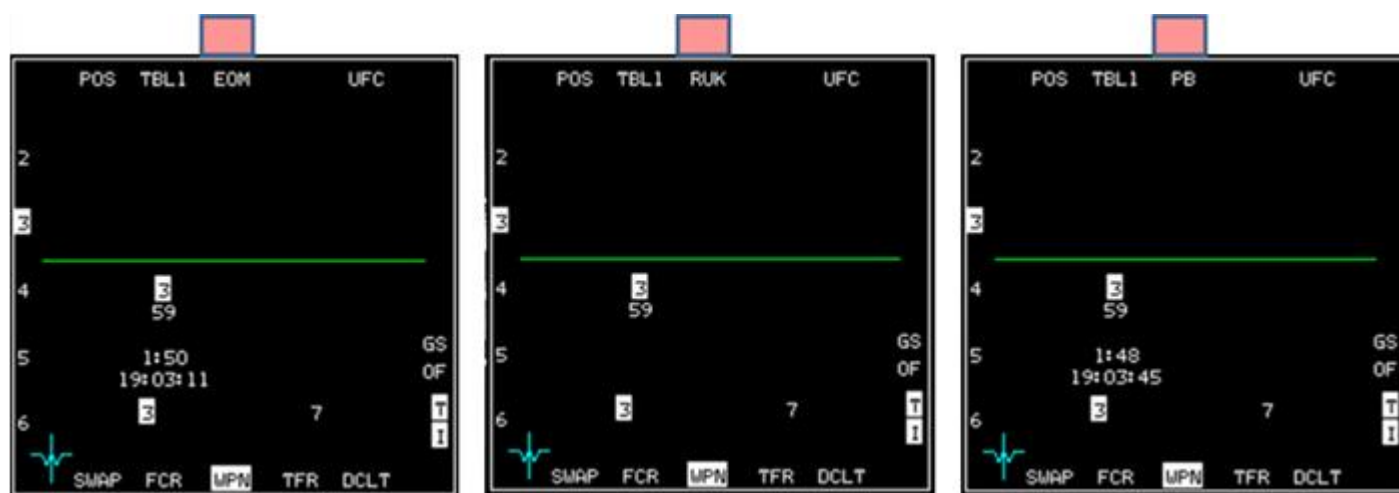 POS TBL1 EOM UFC
2
3
4
3
59
GS
5
1:50
OF
19:03:11
3 7 T
6
I
SWAP FCR WPN TFR DCLT
POS TBL1 RUK UFC
2
3
4
3
59
GS
5
OF
3 7 T
6
I
SWAP FCR WPN TFR DCLT
POS TBL1 PB UFC
2
3
4
3
59
GS
5
1:48
OF
19:03:45
3 7 T
6
I
SWAP FCR WPN TFR DCLT